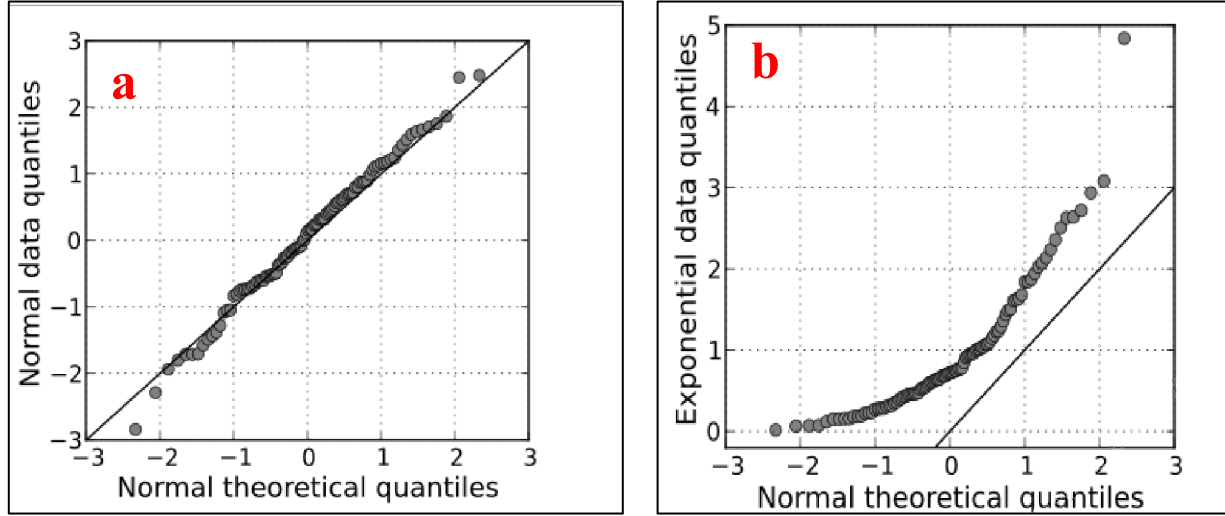 a
Normal data quantiles
3
2
1
0
−1
−2
−3
−3 −2 −1 0 1 2 3
Normal theoretical quantiles
b
Exponential data quantiles
5
4
3
2
1
0
−3 −2 −1 0 1 2 3
Normal theoretical quantiles